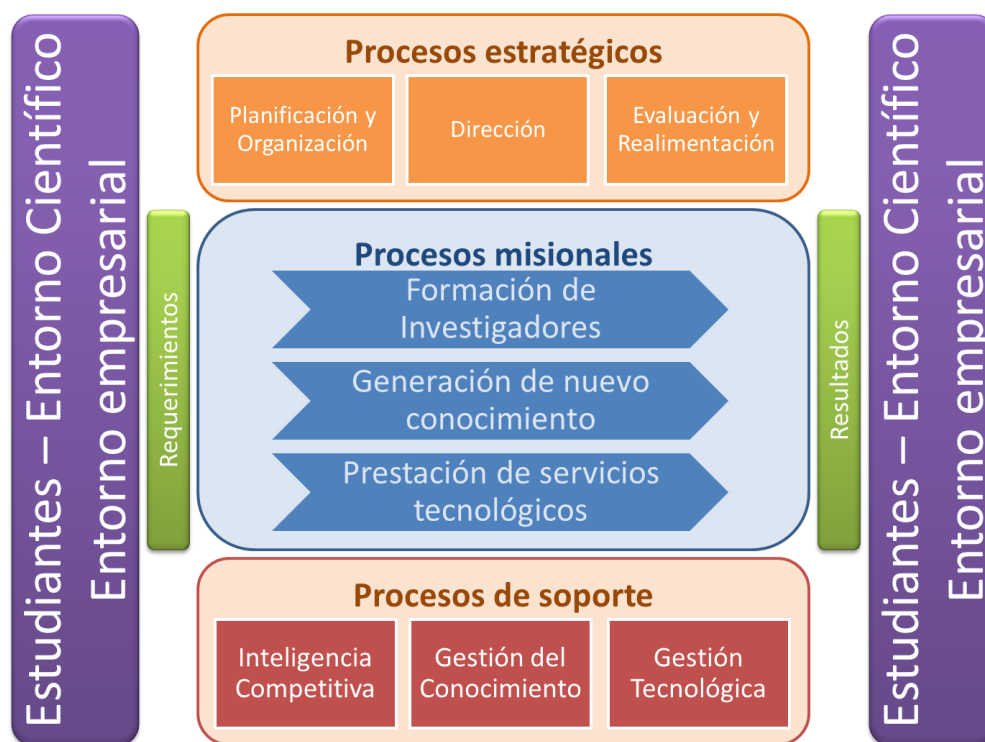 Estudiantes – Entorno Científico
Entorno empresarial
Requerimientos
Procesos estratégicos
Planificación y
Organización
Dirección
Evaluación y
Realimentación
Procesos misionales
Formación de
Investigadores
Generación de nuevo
conocimiento
Prestación de servicios
tecnológicos
Procesos de soporte
Inteligencia
Competitiva
Gestión del
Conocimiento
Gestión
Tecnológica
Resultados
Estudiantes – Entorno Científico
Entorno empresarial